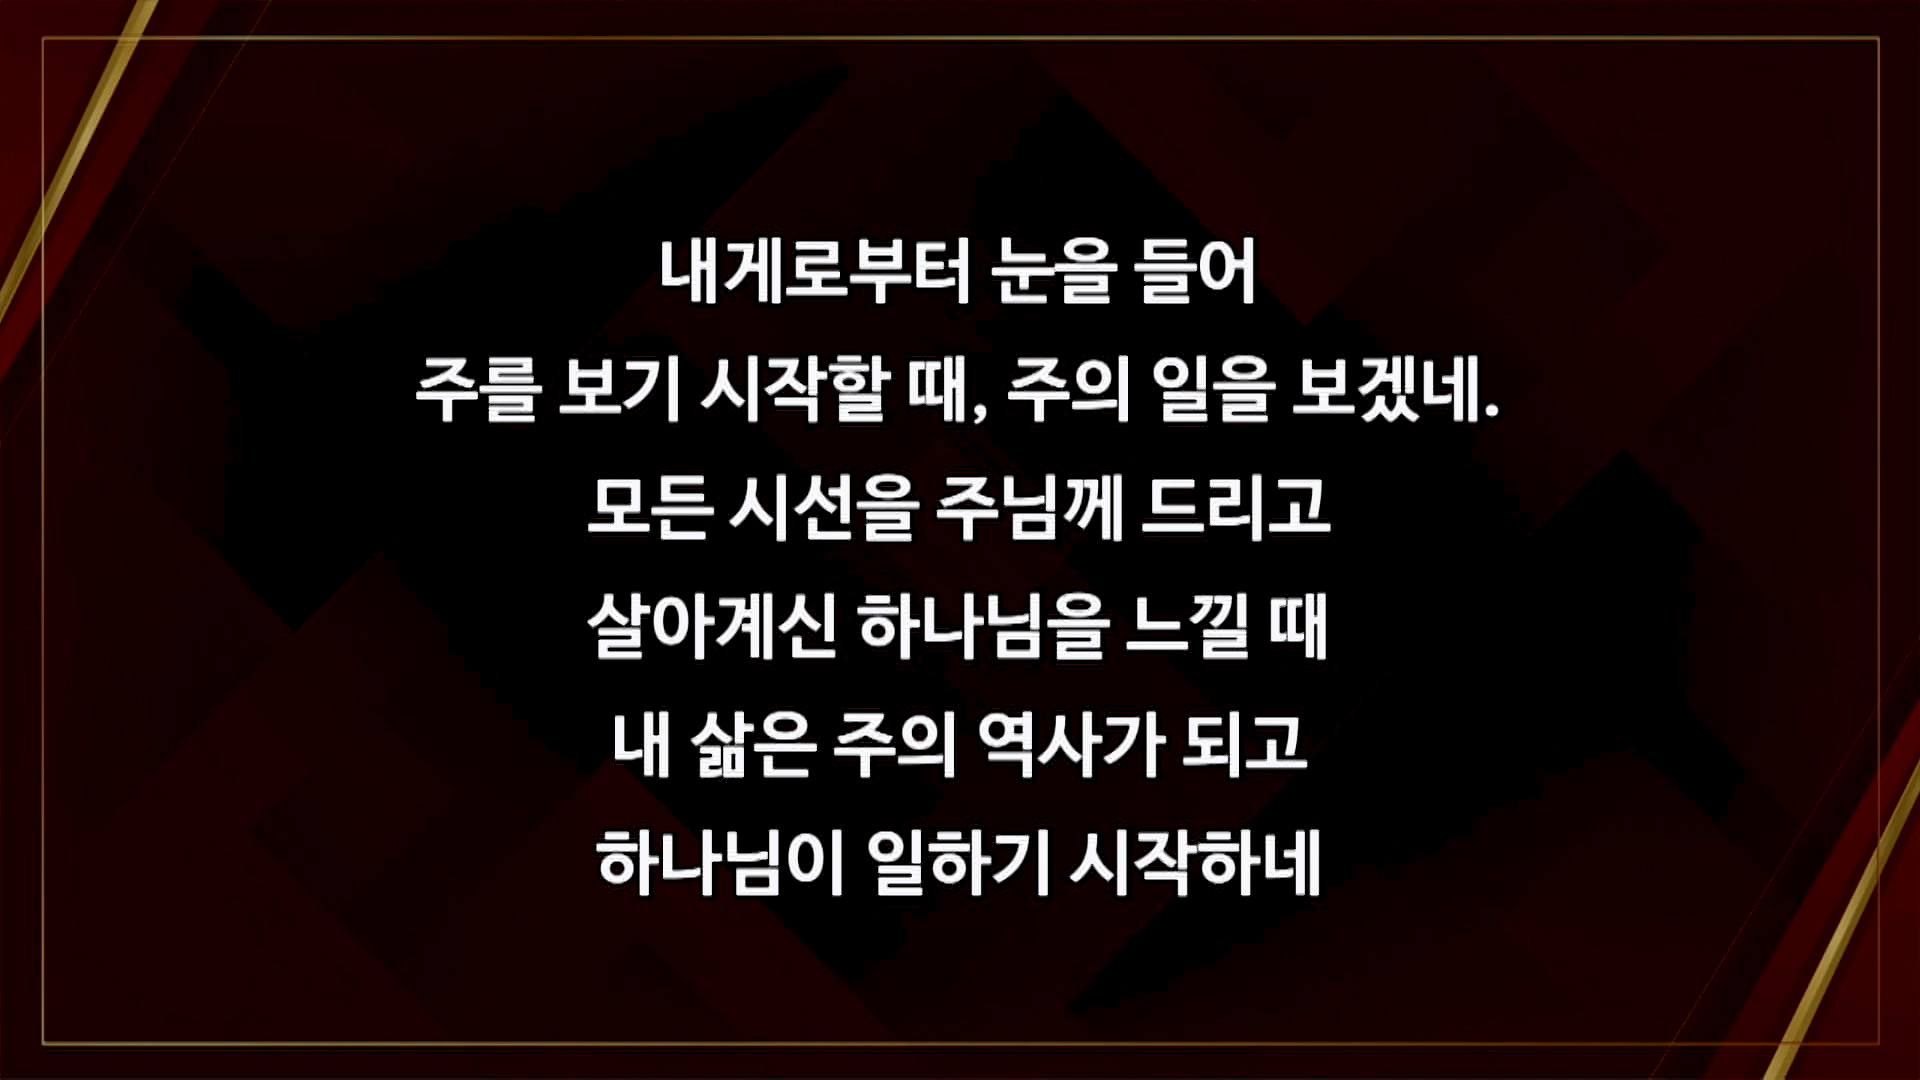 내게로부터 눈을 들어
주를 보기 시작할 때, 주의 일을 보겠네.
모든 시선을 주님께 드리고
살아계신 하나님을 느낄 때
내 삶은 주의 역사가 되고
하나님이 일하기 시작하네